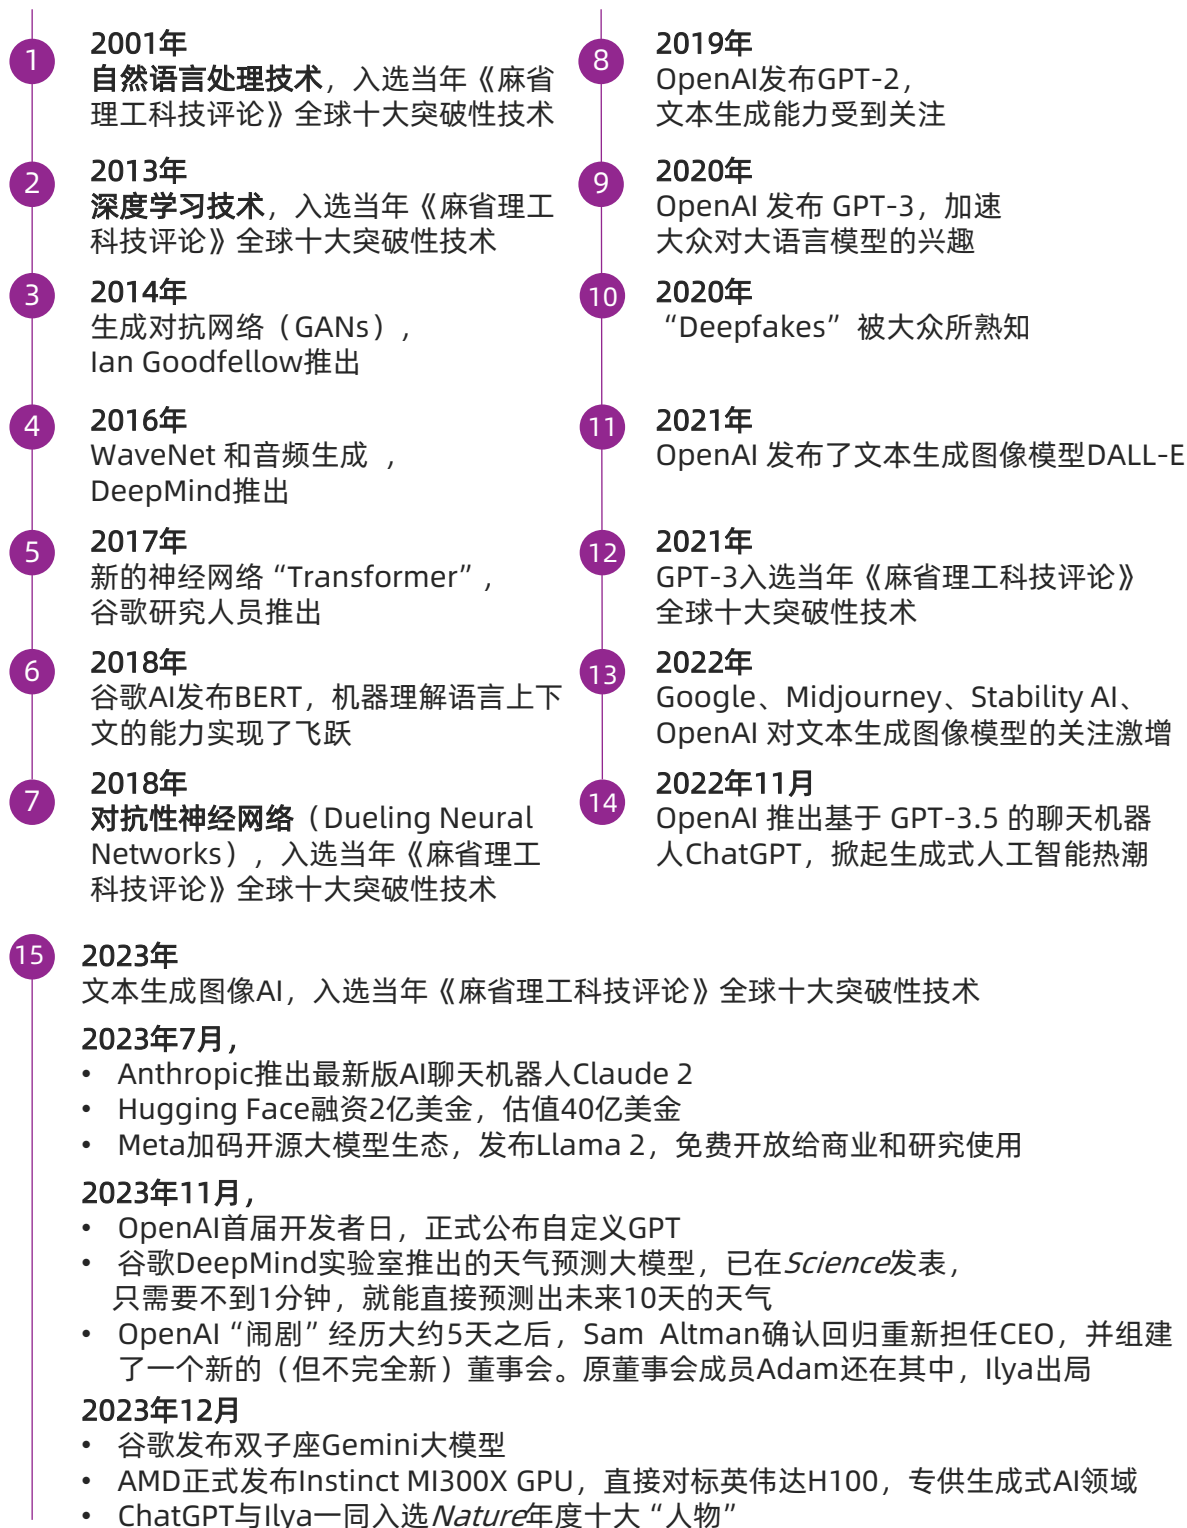 1
2001年
自然语言处理技术，入选当年《麻省
理工科技评论》全球十大突破性技术
2
2013年
深度学习技术，入选当年《麻省理工
科技评论》全球十大突破性技术
3
2014年
生成对抗网络（GANs），
Ian Goodfellow推出
4
2016年
WaveNet 和音频生成 ，
DeepMind推出
5
2017年
新的神经网络“Transformer”，
谷歌研究人员推出
6
2018年
谷歌AI发布BERT，机器理解语言上下
文的能力实现了飞跃
7
2018年
对抗性神经网络（Dueling Neural
Networks），入选当年《麻省理工
科技评论》全球十大突破性技术
8
2019年
OpenAI发布GPT-2，
文本生成能力受到关注
9
2020年
OpenAI 发布 GPT-3，加速
大众对大语言模型的兴趣
10
2020年
“Deepfakes” 被大众所熟知
11
2021年
OpenAI 发布了文本生成图像模型DALL-E
12
2021年
GPT-3入选当年《麻省理工科技评论》
全球十大突破性技术
13
2022年
Google、Midjourney、Stability AI、
OpenAI 对文本生成图像模型的关注激增
14
2022年11月
OpenAI 推出基于 GPT-3.5 的聊天机器
人ChatGPT，掀起生成式人工智能热潮
15
2023年
文本生成图像AI，入选当年《麻省理工科技评论》全球十大突破性技术
2023年7月，
• Anthropic推出最新版AI聊天机器人Claude 2
• Hugging Face融资2亿美金，估值40亿美金
• Meta加码开源大模型生态，发布Llama 2，免费开放给商业和研究使用
2023年11月，
• OpenAI首届开发者日，正式公布自定义GPT
• 谷歌DeepMind实验室推出的天气预测大模型，已在Science发表，
只需要不到1分钟，就能直接预测出未来10天的天气
• OpenAI“闹剧”经历大约5天之后，Sam Altman确认回归重新担任CEO，并组建
了一个新的（但不完全新）董事会。原董事会成员Adam还在其中，Ilya出局
2023年12月
• 谷歌发布双子座Gemini大模型
• AMD正式发布Instinct MI300X GPU，直接对标英伟达H100，专供生成式AI领域
• ChatGPT与Ilya一同入选Nature年度十大“人物”